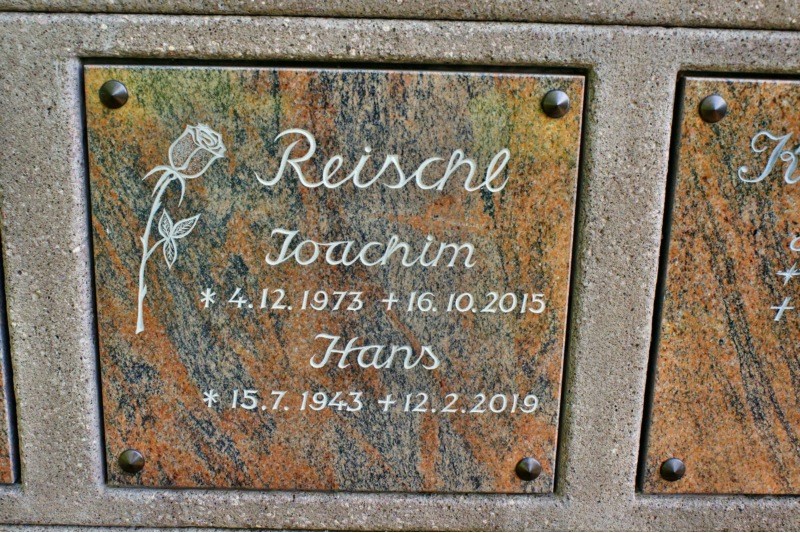 Reischl
Joachim
* 4.12.1973 + 16.10.2015
Hans
* 15.7.1943 + 12.2.2019
K
*
+